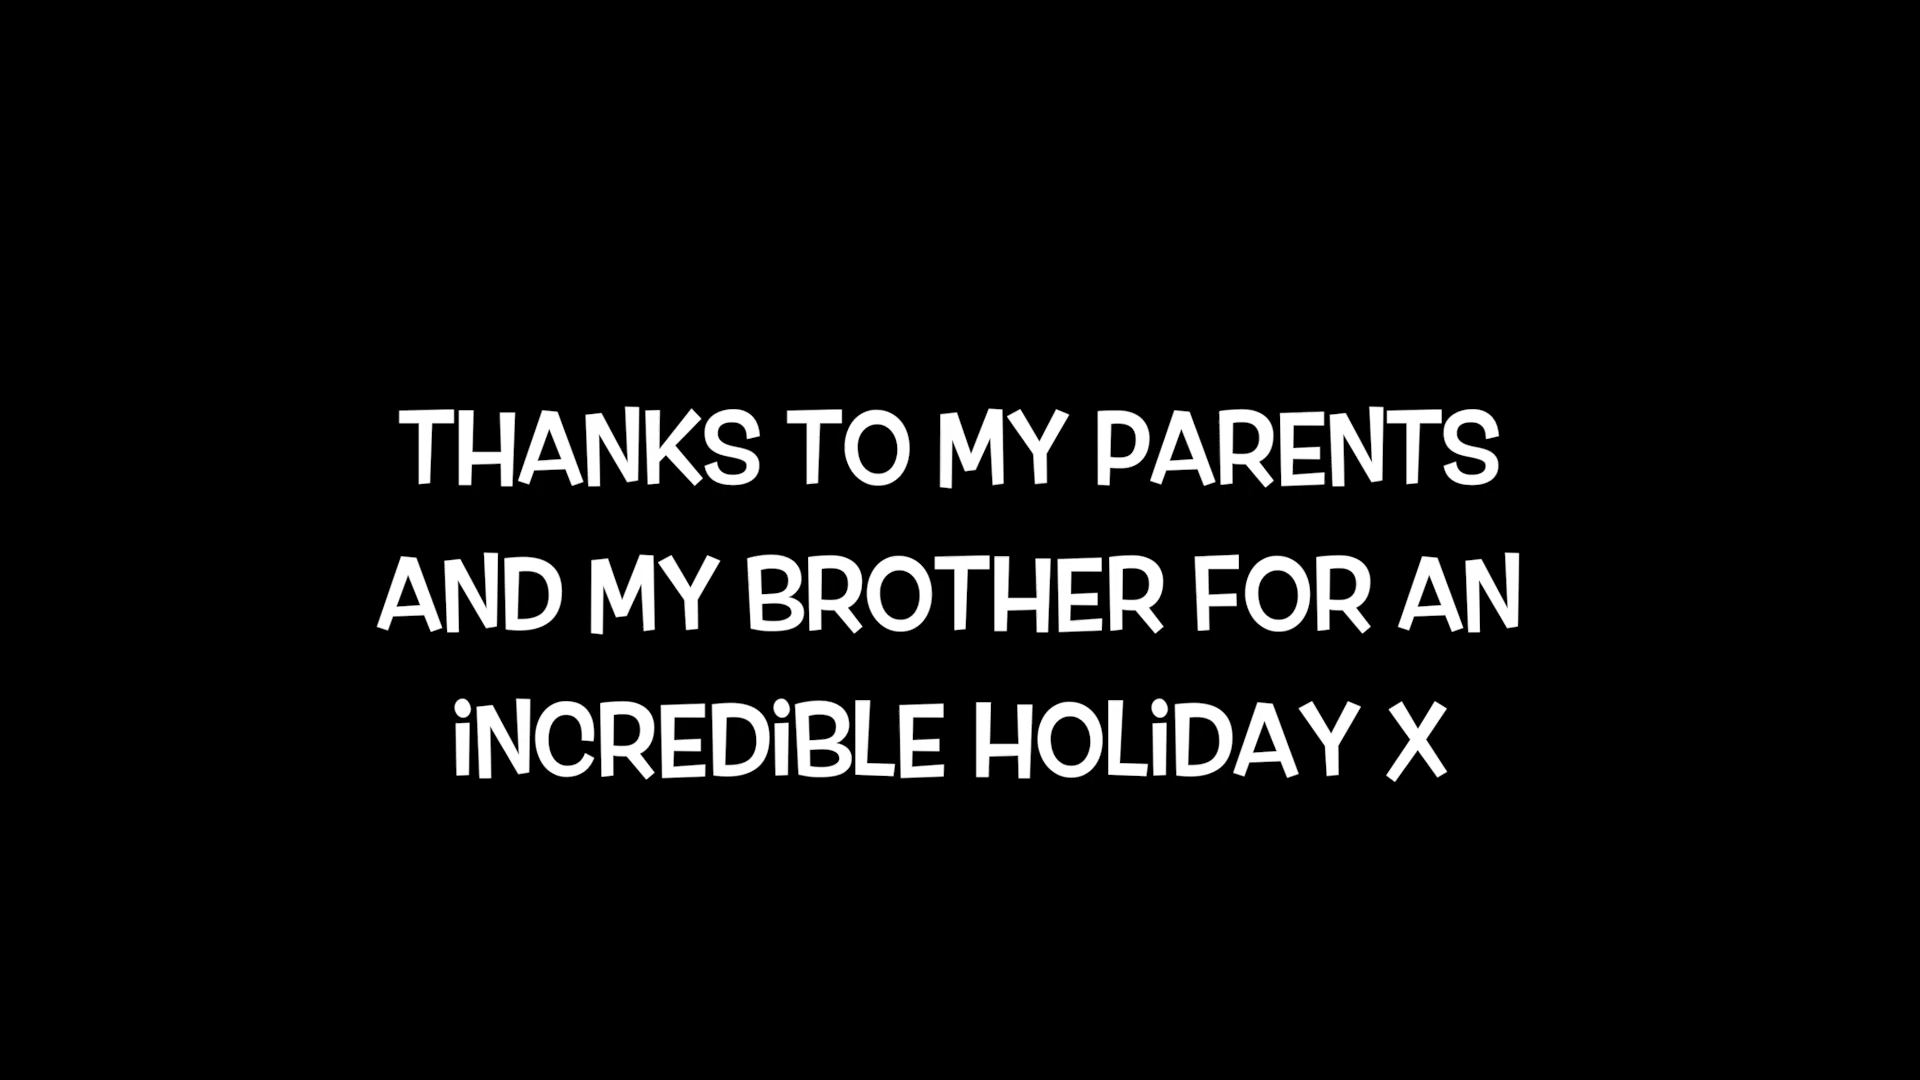 THANKS TO MY PARENTS
AND MY BROTHER FOR AN
iNCREDiBLE HOLiDAY X